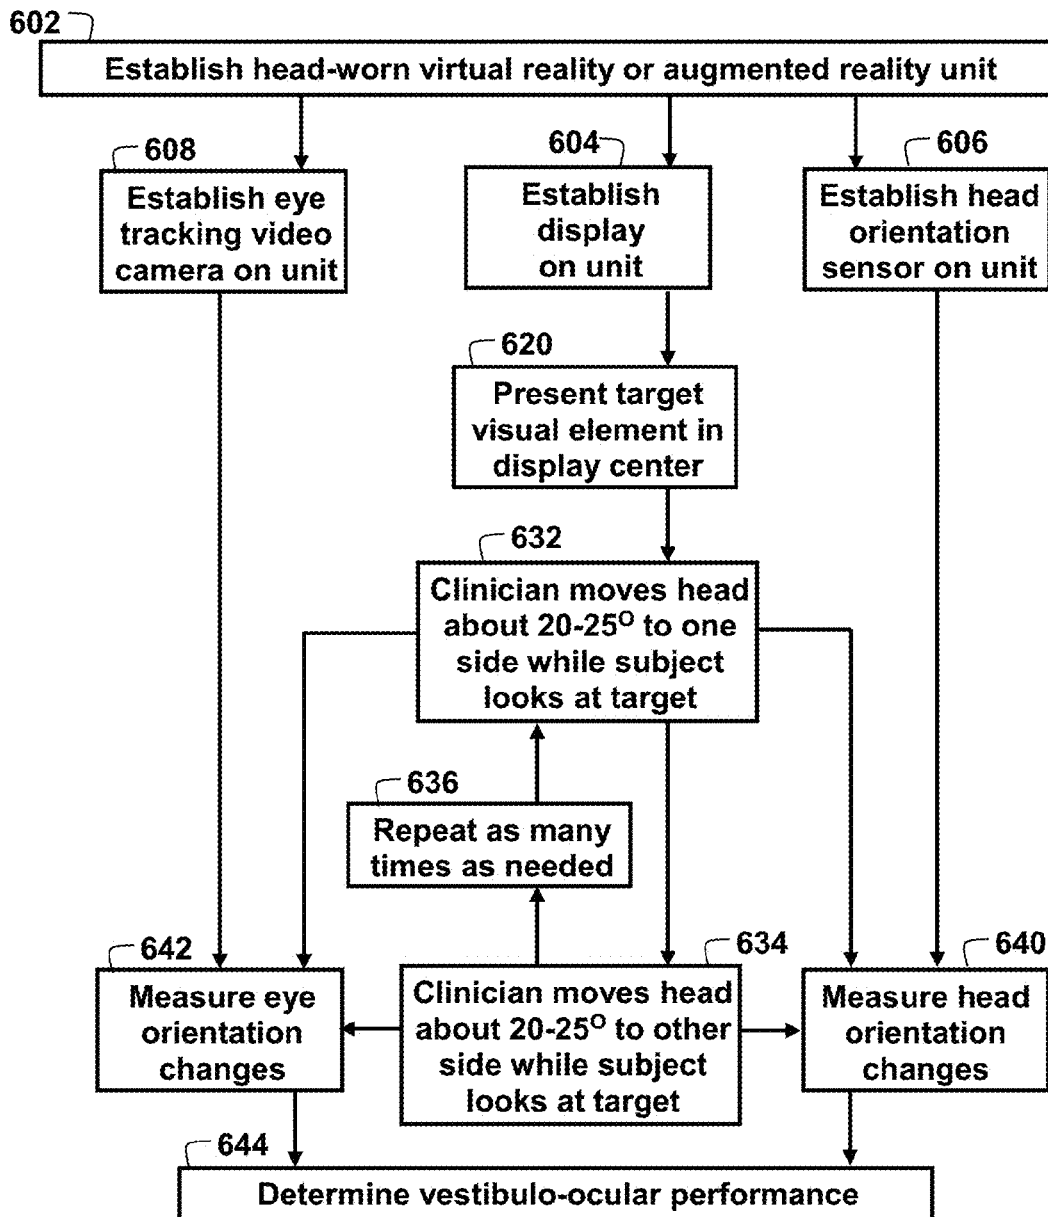 602
Establish head-worn virtual reality or augmented reality unit
608
Establish eye
tracking video
camera on unit
604
Establish
display
on unit
606
Establish head
orientation
sensor on unit
620
Present target
visual element in
display center
632
Clinician moves head
about 20-25⁰ to one
side while subject
looks at target
636
Repeat as many
times as needed
642
Measure eye
orientation
changes
634
Clinician moves head
about 20-25⁰ to other
side while subject
looks at target
640
Measure head
orientation
changes
644
Determine vestibulo-ocular performance